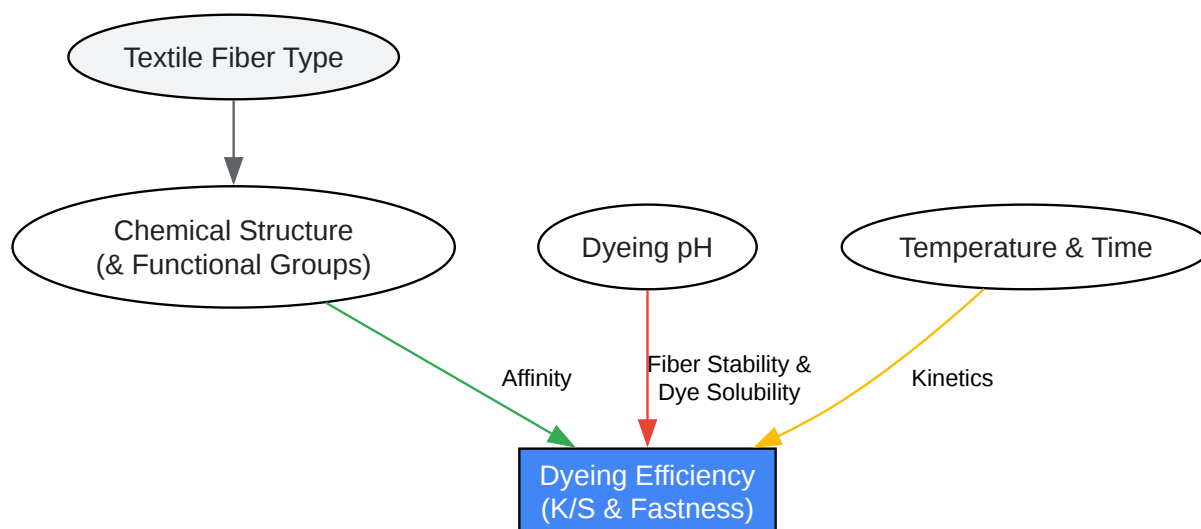 Textile Fiber Type
Chemical Structure
(& Functional Groups)
Dyeing pH
Temperature & Time
Affinity
Fiber Stability &
Dye Solubility
Kinetics
Dyeing Efficiency
(K/S & Fastness)